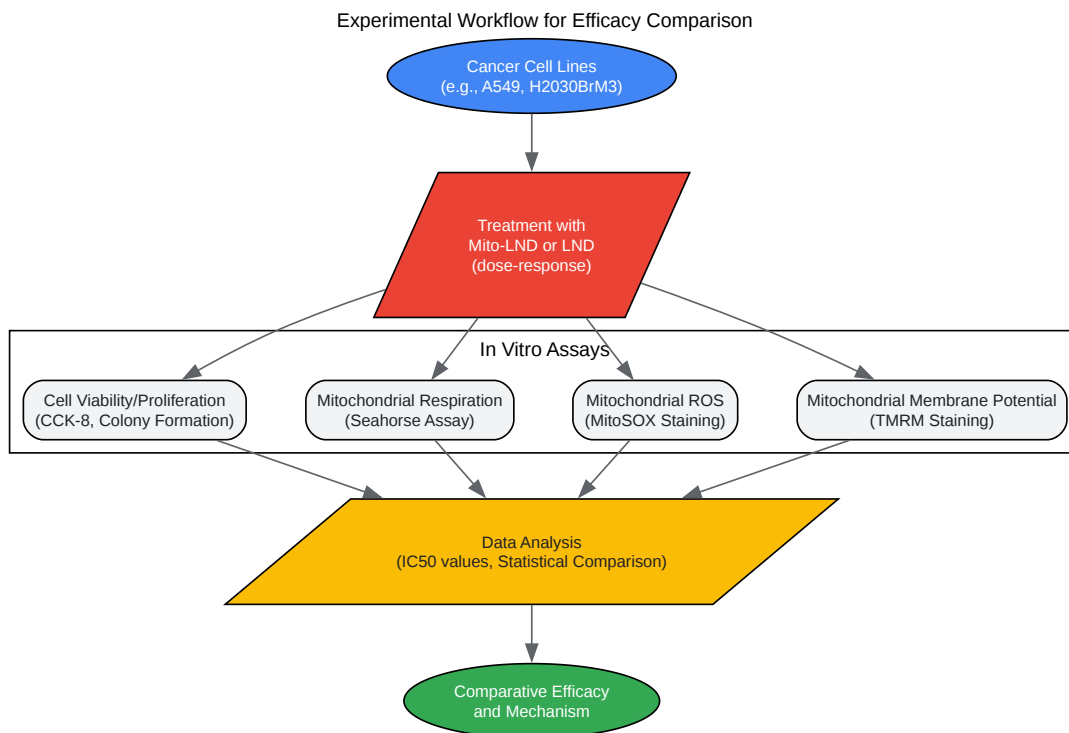 Experimental Workflow for Efficacy Comparison
Cancer Cell Lines
(e.g., A549, H2030BrM3)
Treatment with
Mito-LND or LND
(dose-response)
In Vitro Assays
Cell Viability/Proliferation
(CCK-8, Colony Formation)
Mitochondrial Respiration
(Seahorse Assay)
Mitochondrial ROS
(MitoSOX Staining)
Mitochondrial Membrane Potential
(TMRM Staining)
Data Analysis
(IC50 values, Statistical Comparison)
Comparative Efficacy
and Mechanism